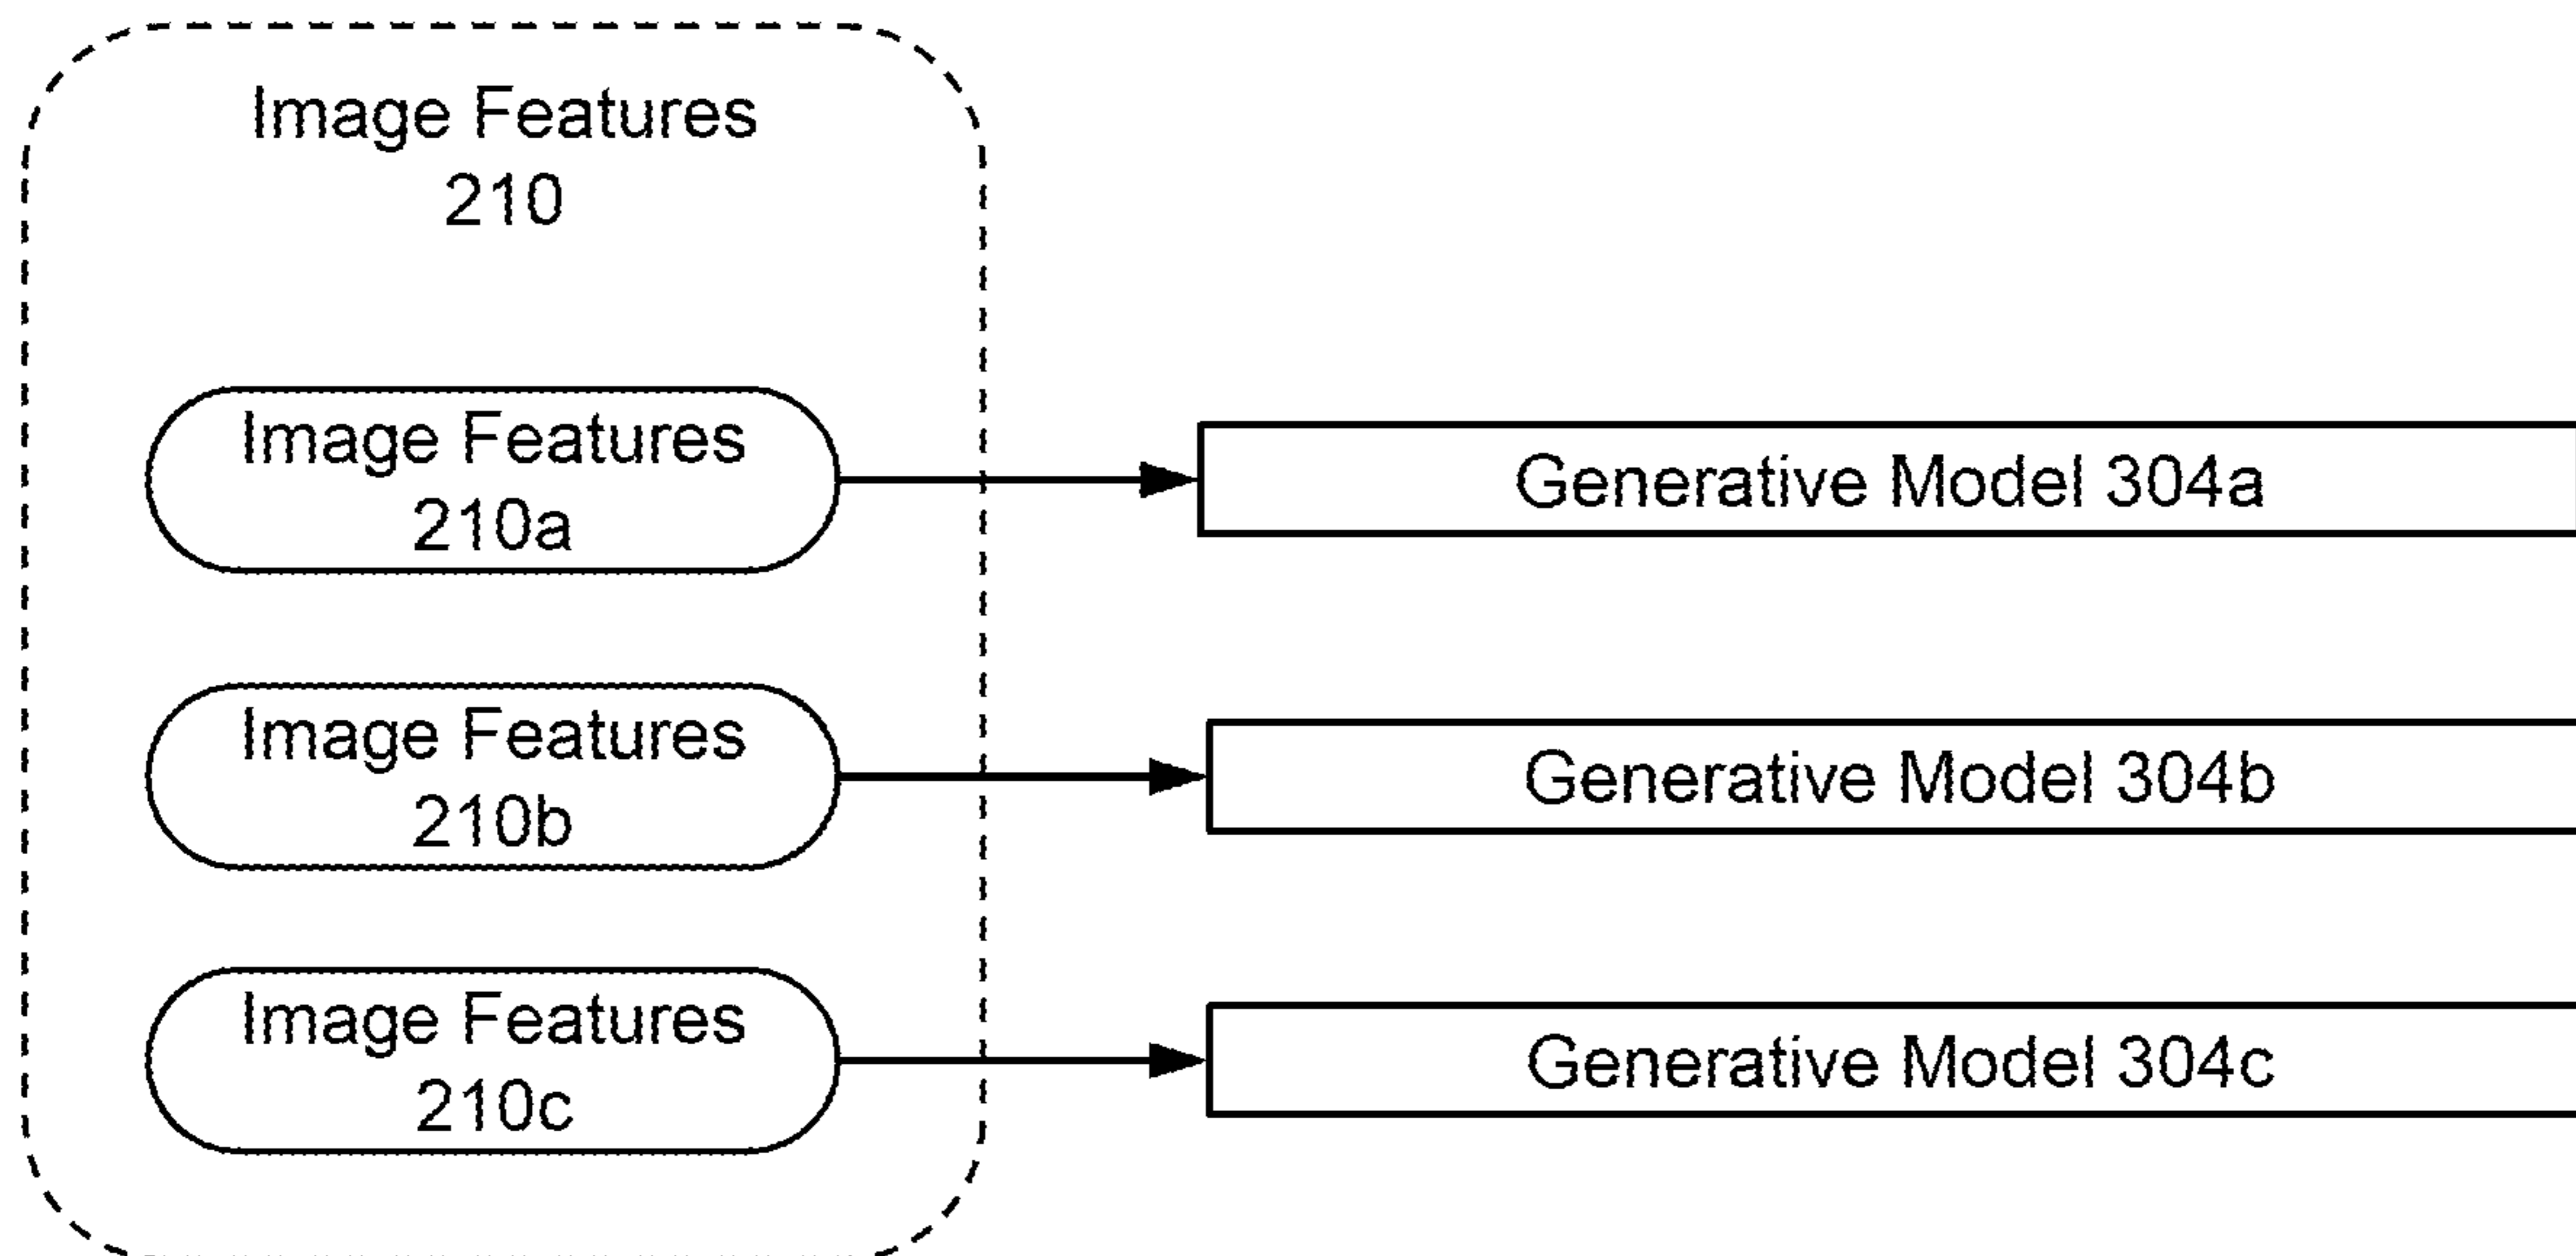 Image Features
210
Image Features
210a
Generative Model 304a
Image Features
210b
Generative Model 304b
Image Features
210c
Generative Model 304c